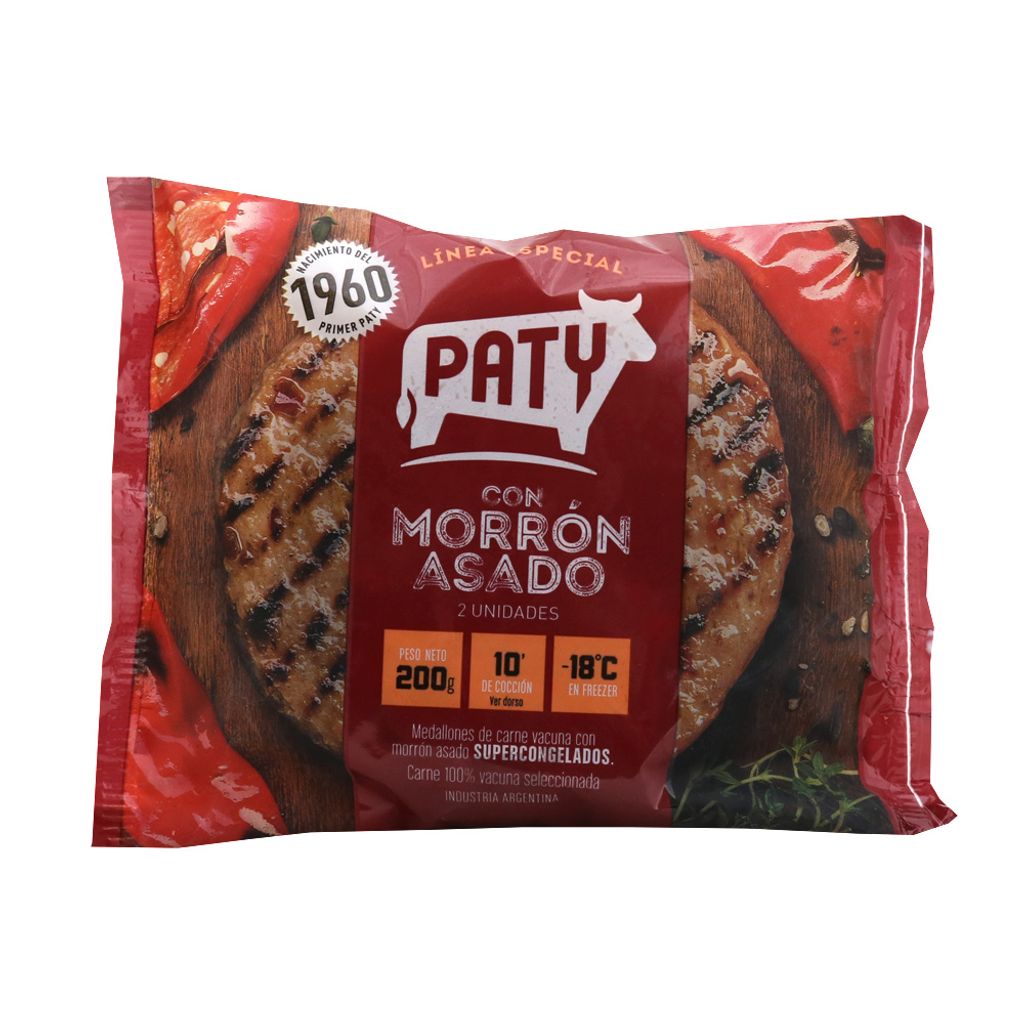 LÍNEA ESPECIAL
NACIMIENTO DEL
1960
PRIMER PATY
PATY
CON
MORRÓN
ASADO
2 UNIDADES
PESO NETO
200g
10'
DE COCCIÓN
Ver dorso
-18°C
EN FREEZER
Medallones de carne vacuna con
morrón asado SUPERCONGELADOS.
Carne 100% vacuna seleccionada
INDUSTRIA ARGENTINA